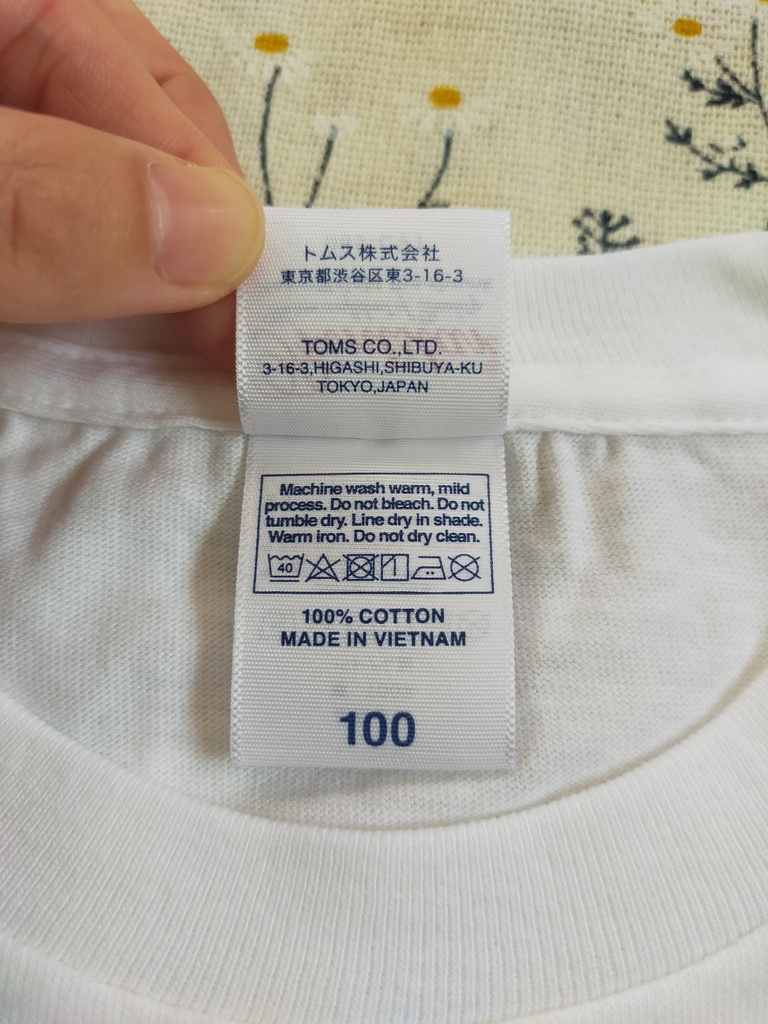 トムス株式会社
東京都渋谷区東3-16-3
TOMS CO.,LTD.
3-16-3,HIGASHI,SHIBUYA-KU
TOKYO,JAPAN
Machine wash warm, mild
process. Do not bleach. Do not
tumble dry. Line dry in shade.
Warm iron. Do not dry clean.
40
100% COTTON
MADE IN VIETNAM
100